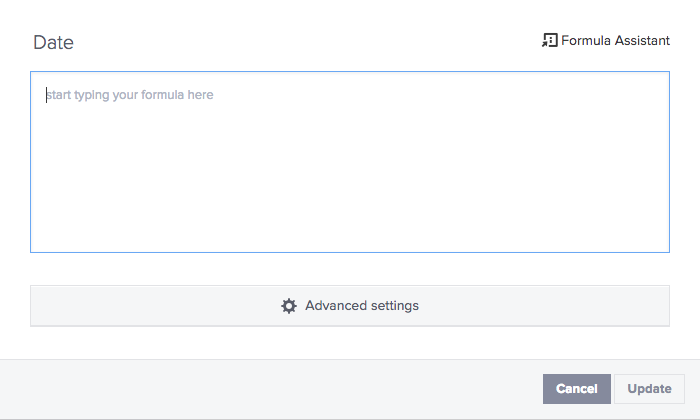 Date
Formula Assistant
start typing your formula here
Advanced settings
Cancel
Update